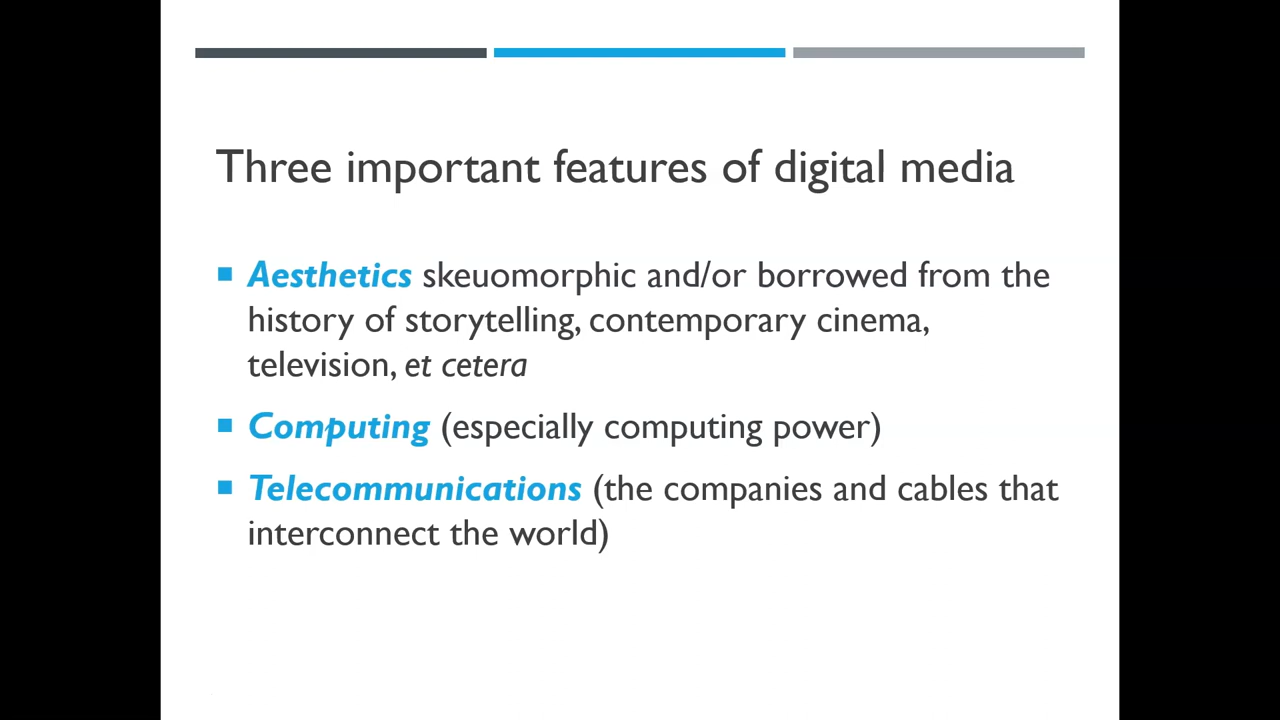 Three important features of digital media
Aesthetics skeuomorphic and/or borrowed from the
history of storytelling, contemporary cinema,
television, et cetera
Computing (especially computing power)
Telecommunications (the companies and cables that
interconnect the world)